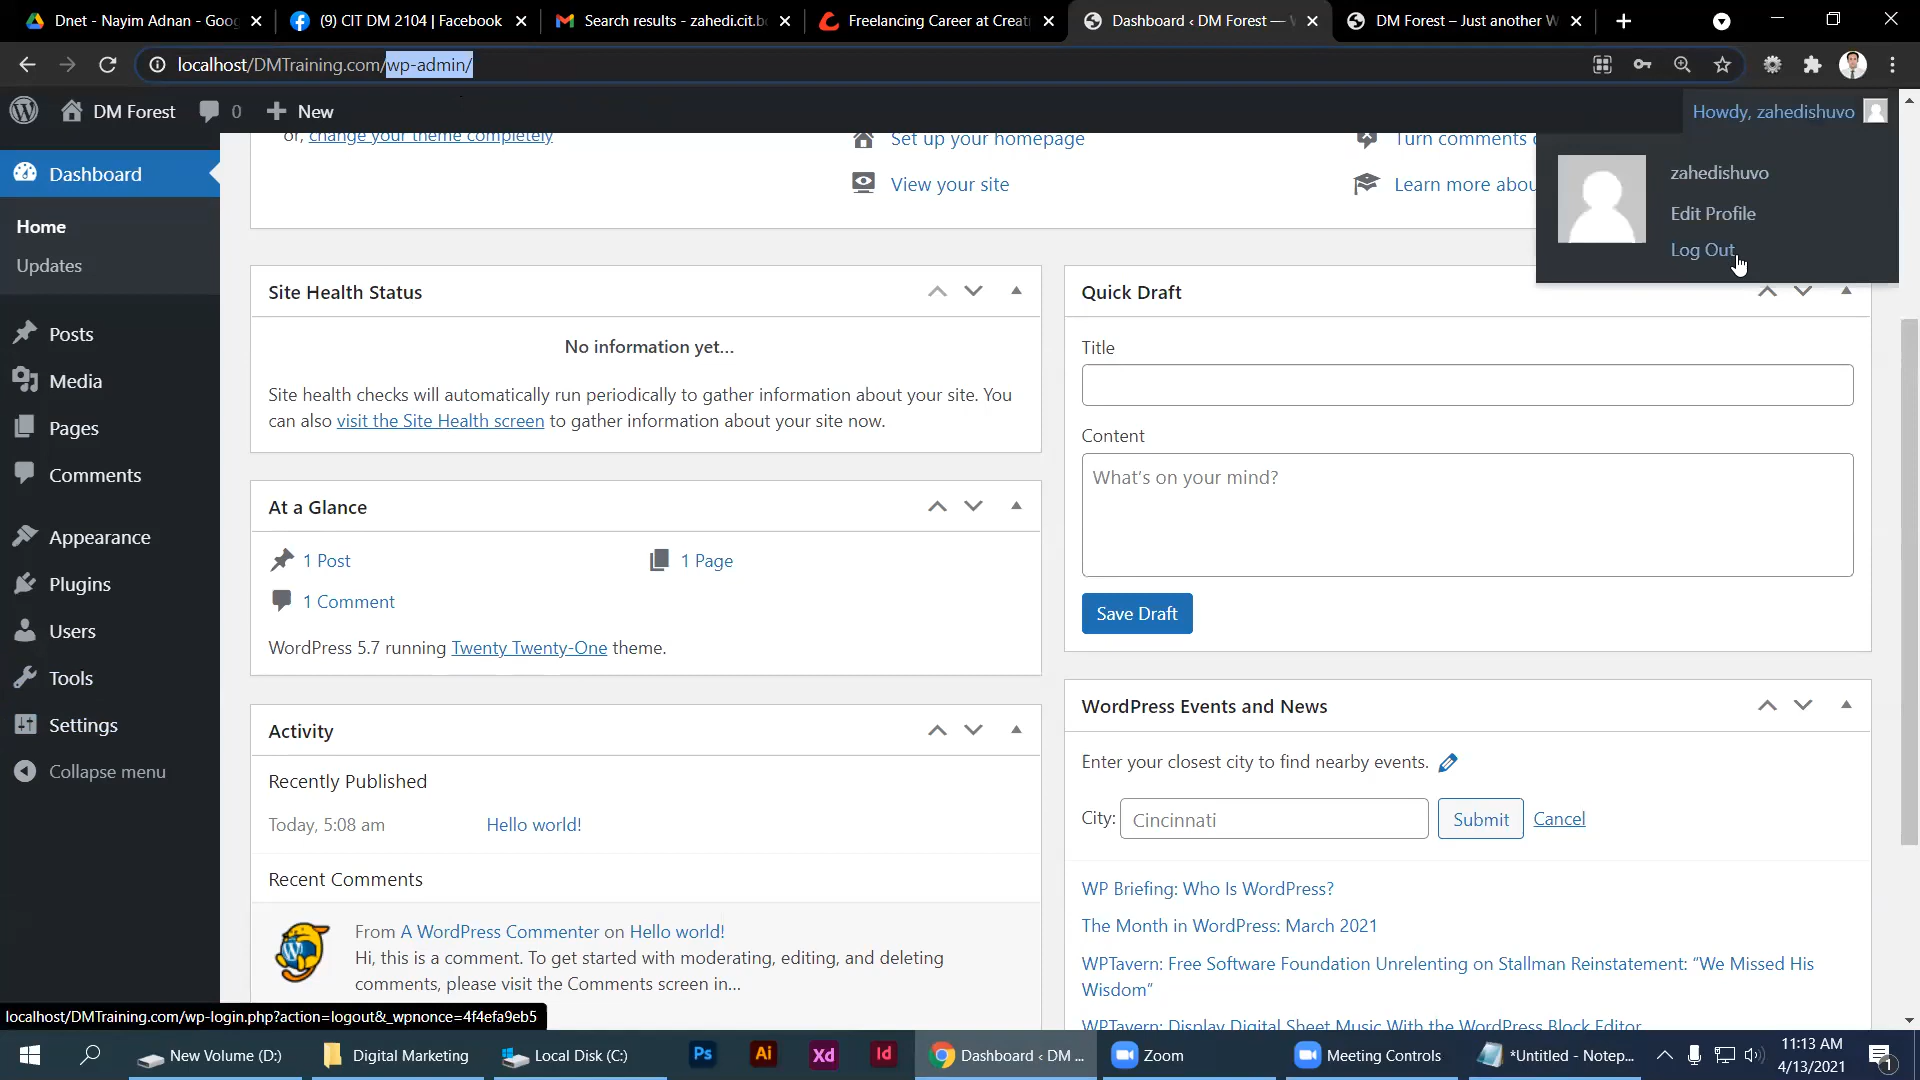 Dnet - Nayim Adnan - Goog
(9) CIT DM 2104 | Facebook
Search results - zahedi.cit.b
Freelancing Career at Creat
Dashboard ‹ DM Forest —
DM Forest – Just another W
localhost/DMTraining.com/wp-admin/
DM Forest
0
New
Howdy, zahedishuvo
or, change your theme completely
Set up your homepage
Turn comments
View your site
Learn more abou
zahedishuvo
Edit Profile
Log Out
Dashboard
Home
Updates
Posts
Media
Pages
Comments
Appearance
Plugins
Users
Tools
Settings
Collapse menu
Site Health Status
No information yet...
Site health checks will automatically run periodically to gather information about your site. You
can also visit the Site Health screen to gather information about your site now.
At a Glance
1 Post
1 Page
1 Comment
WordPress 5.7 running Twenty Twenty-One theme.
Activity
Recently Published
Today, 5:08 am
Hello world!
Recent Comments
From A WordPress Commenter on Hello world!
Hi, this is a comment. To get started with moderating, editing, and deleting
comments, please visit the Comments screen in...
Quick Draft
Title
Content
What's on your mind?
Save Draft
WordPress Events and News
Enter your closest city to find nearby events.
City:
Cincinnati
Submit
Cancel
WP Briefing: Who Is WordPress?
The Month in WordPress: March 2021
WPTavern: Free Software Foundation Unrelenting on Stallman Reinstatement: “We Missed His
Wisdom”
WPTavern: Display Digital Sheet Music With the WordPress Block Editor
localhost/DMTraining.com/wp-login.php?action=logout&_wpnonce=4f4efa9eb5
New Volume (D:)
Digital Marketing
Local Disk (C:)
Ps
Ai
Xd
Id
Dashboard ‹ DM ...
Zoom
Meeting Controls
*Untitled - Notep...
11:13 AM
4/13/2021
1